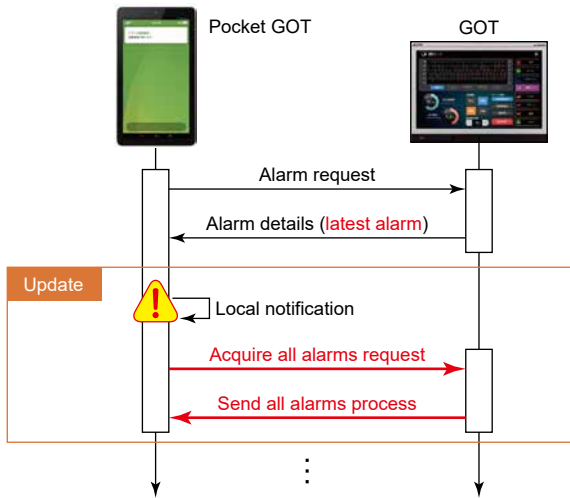 Pocket GOT
GOT
Alarm request
Alarm details (latest alarm)
Update
Local notification
Acquire all alarms request
Send all alarms process